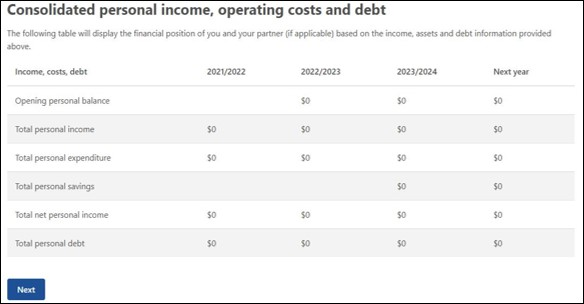 Consolidated personal income, operating costs and debt
The following table will display the financial position of you and your partner (if applicable) based on the income, assets and debt information provided
above.
Income, costs, debt 2021/2022 2022/2023 2023/2024 Next year
Opening personal balance $0 $0 $0
Total personal income $0 $0 $0 $0
Total personal expenditure $0 $0 $0 $0
Total personal savings $0 $0
Total net personal income $0 $0 $0 $0
Total personal debt $0 $0 $0 $0
Next